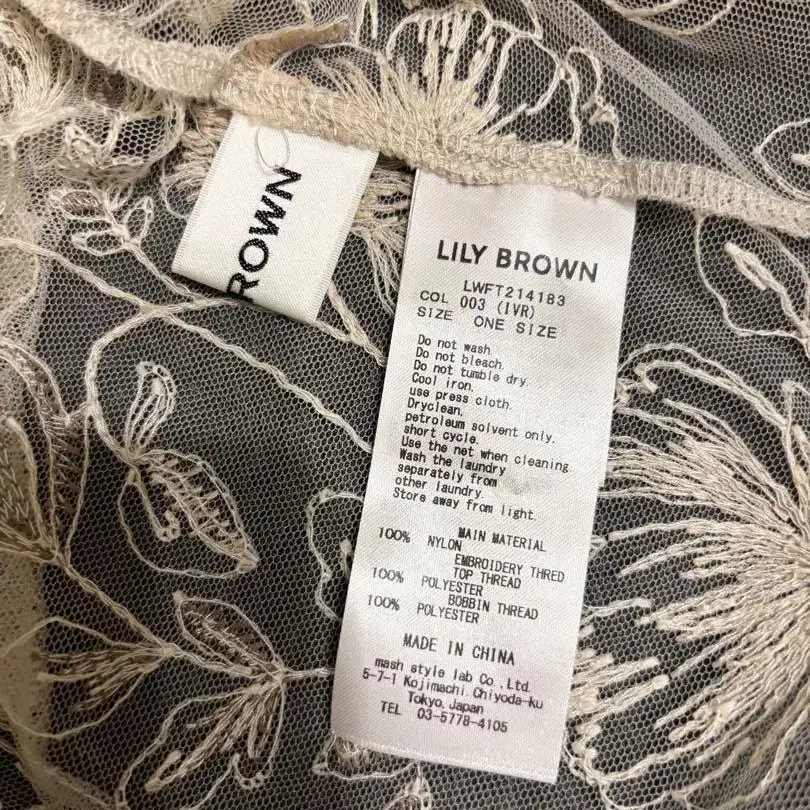 ROWN
LILY BROWN
LWFT214183
COL 003 (IVR)
SIZE ONE SIZE
Do not wash.
Do not bleach.
Do not tumble dry.
Cool iron.
use press cloth.
Dryclean.
petroleum solvent only.
short cycle.
Use the net when cleaning.
Wash the laundry
separately from
other laundry.
Store away from light.
MAIN MATERIAL
100% NYLON
EMBROIDERY THRED
TOP THREAD
100% POLYESTER
BOBBIN THREAD
100% POLYESTER
MADE IN CHINA
mash style lab Co.,Ltd.
5-7-1 Kojimachi Chiyoda-ku
Tokyo, Japan
TEL 03-5778-4105